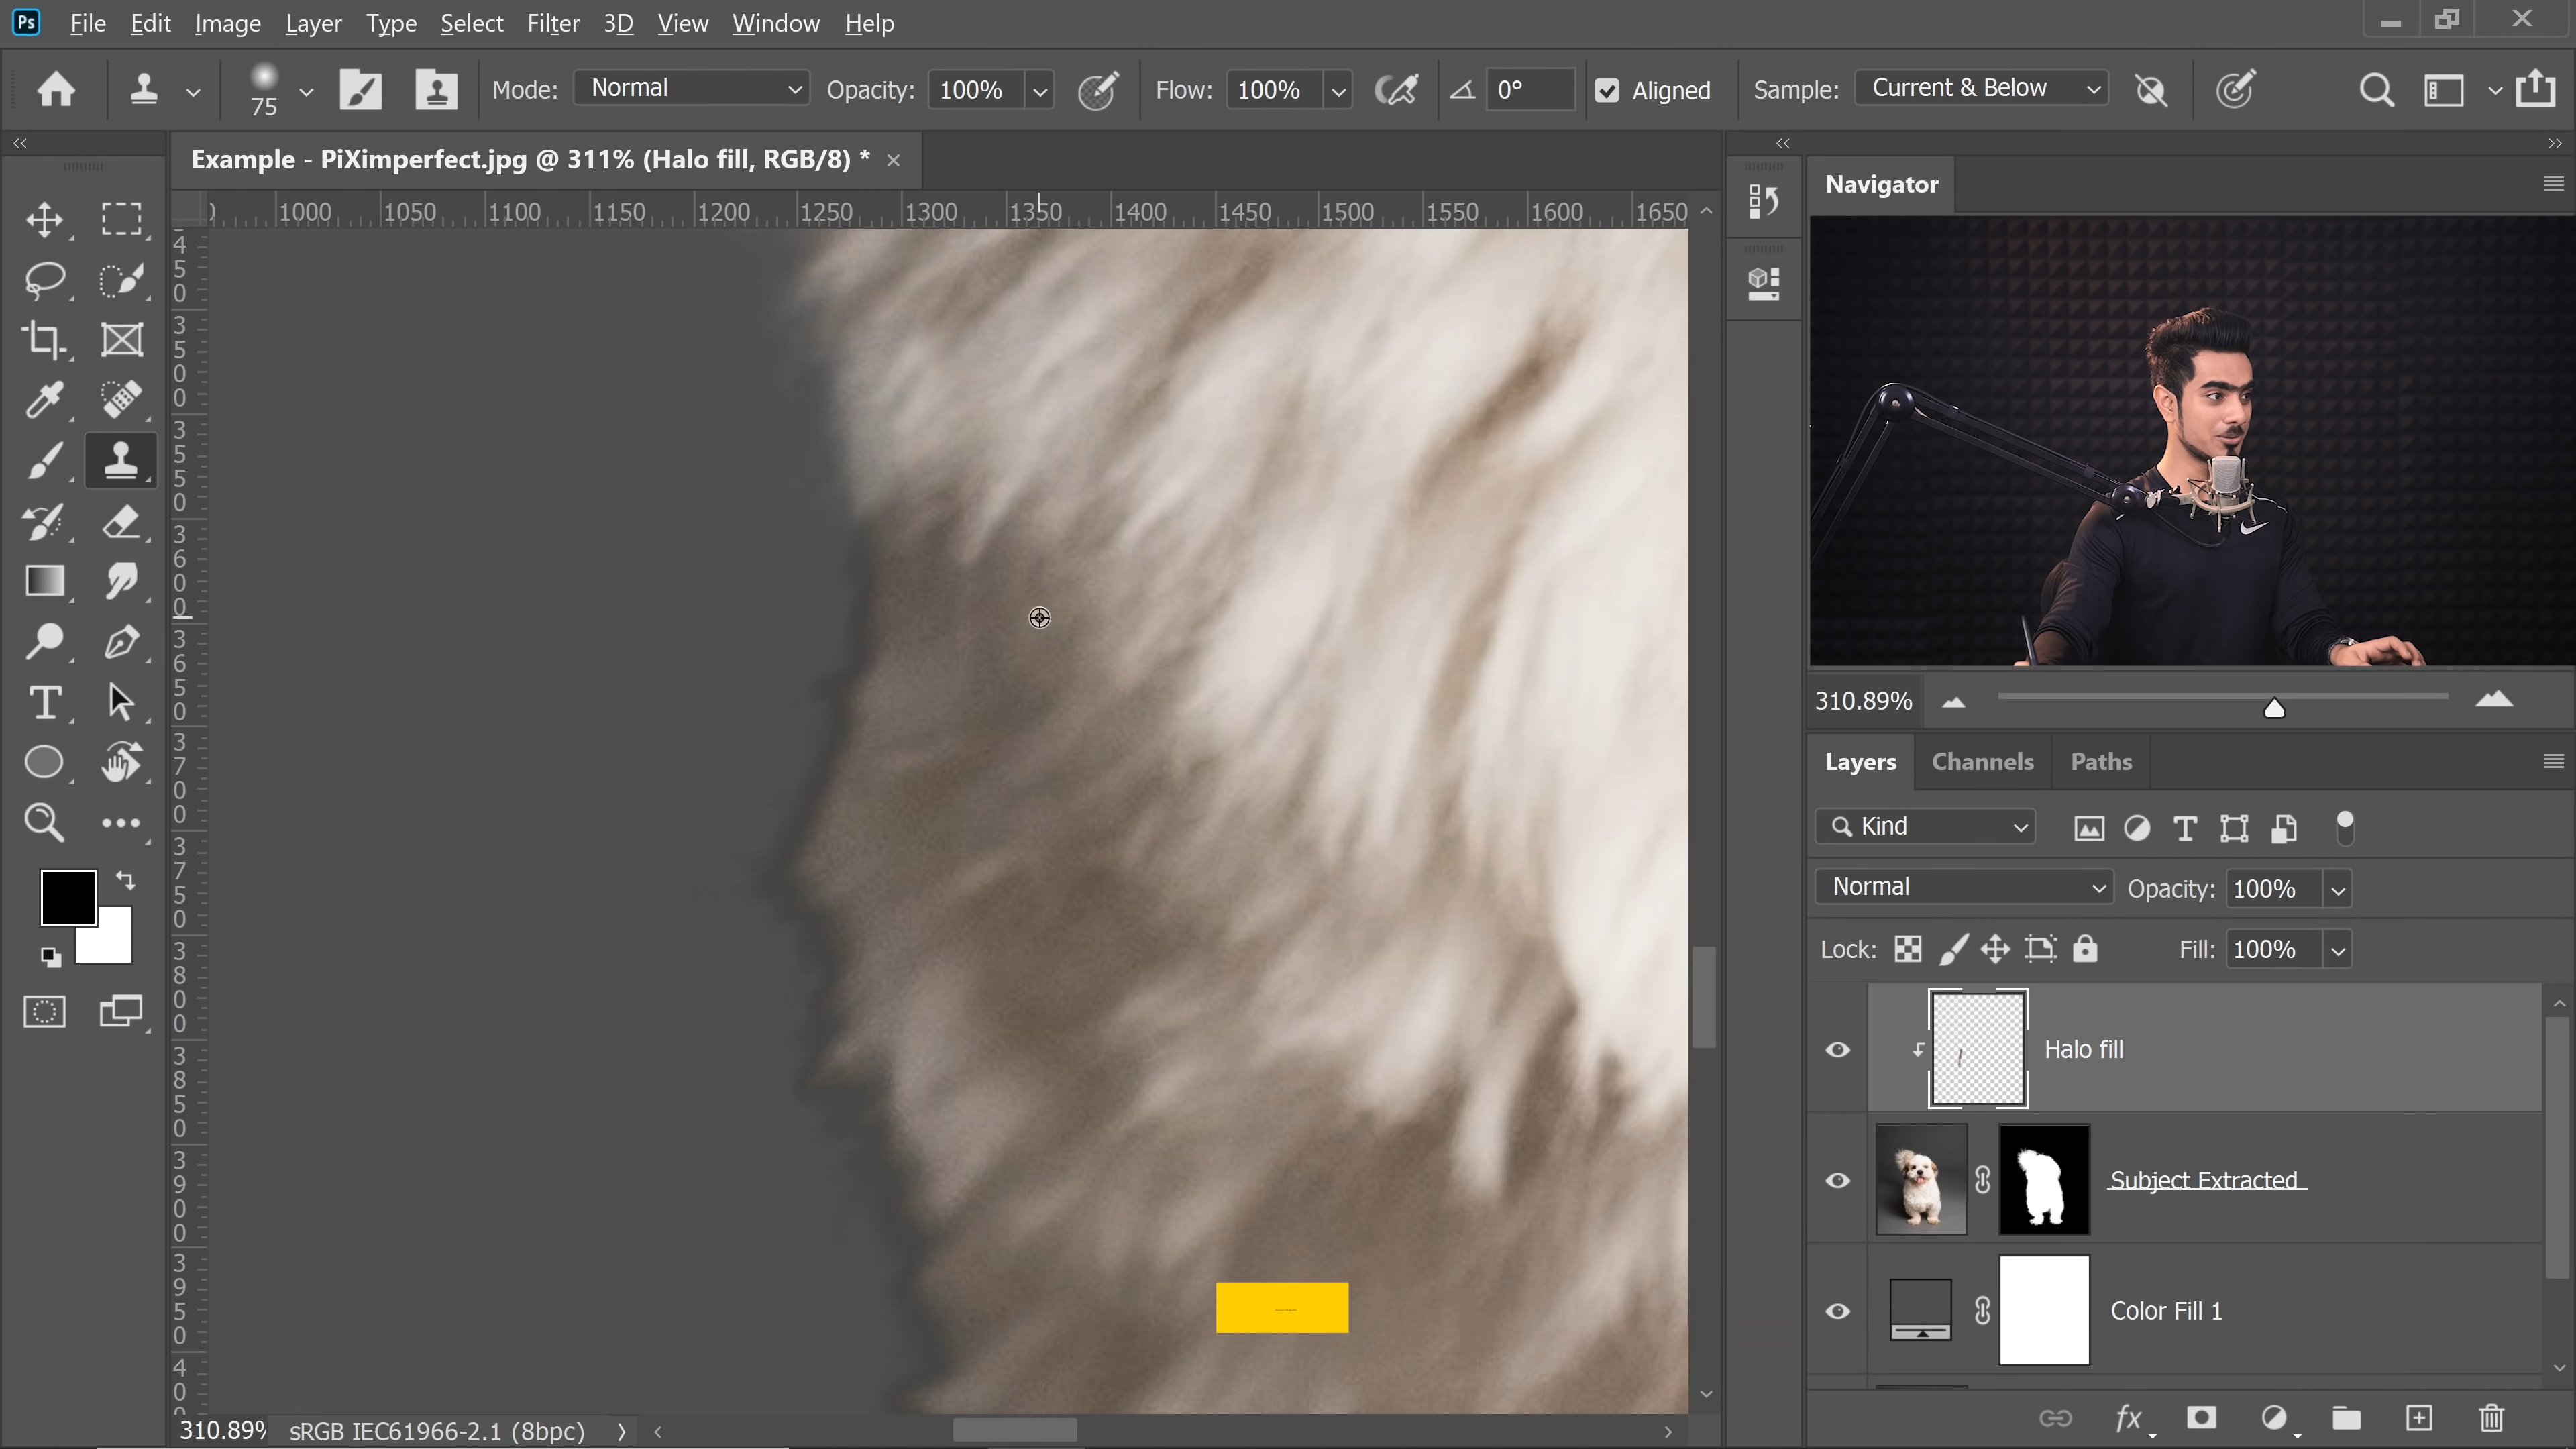 Ps File Edit Image Layer Type Select Filter 3D View Window Help
75 Mode: Normal Opacity: 100% Flow: 100% 0° Aligned Sample: Current & Below
Example - PiXimperfect.jpg @ 311% (Halo fill, RGB/8) *
1000 1050 1100 1150 1200 1250 1300 1350 1400 1450 1500 1550 1600 1650
Navigator
310.89%
Layers Channels Paths
Kind
Normal Opacity: 100%
Lock: Fill: 100%
Halo fill
Subject Extracted
Color Fill 1
fx
310.89% sRGB IEC61966-2.1 (8bpc)